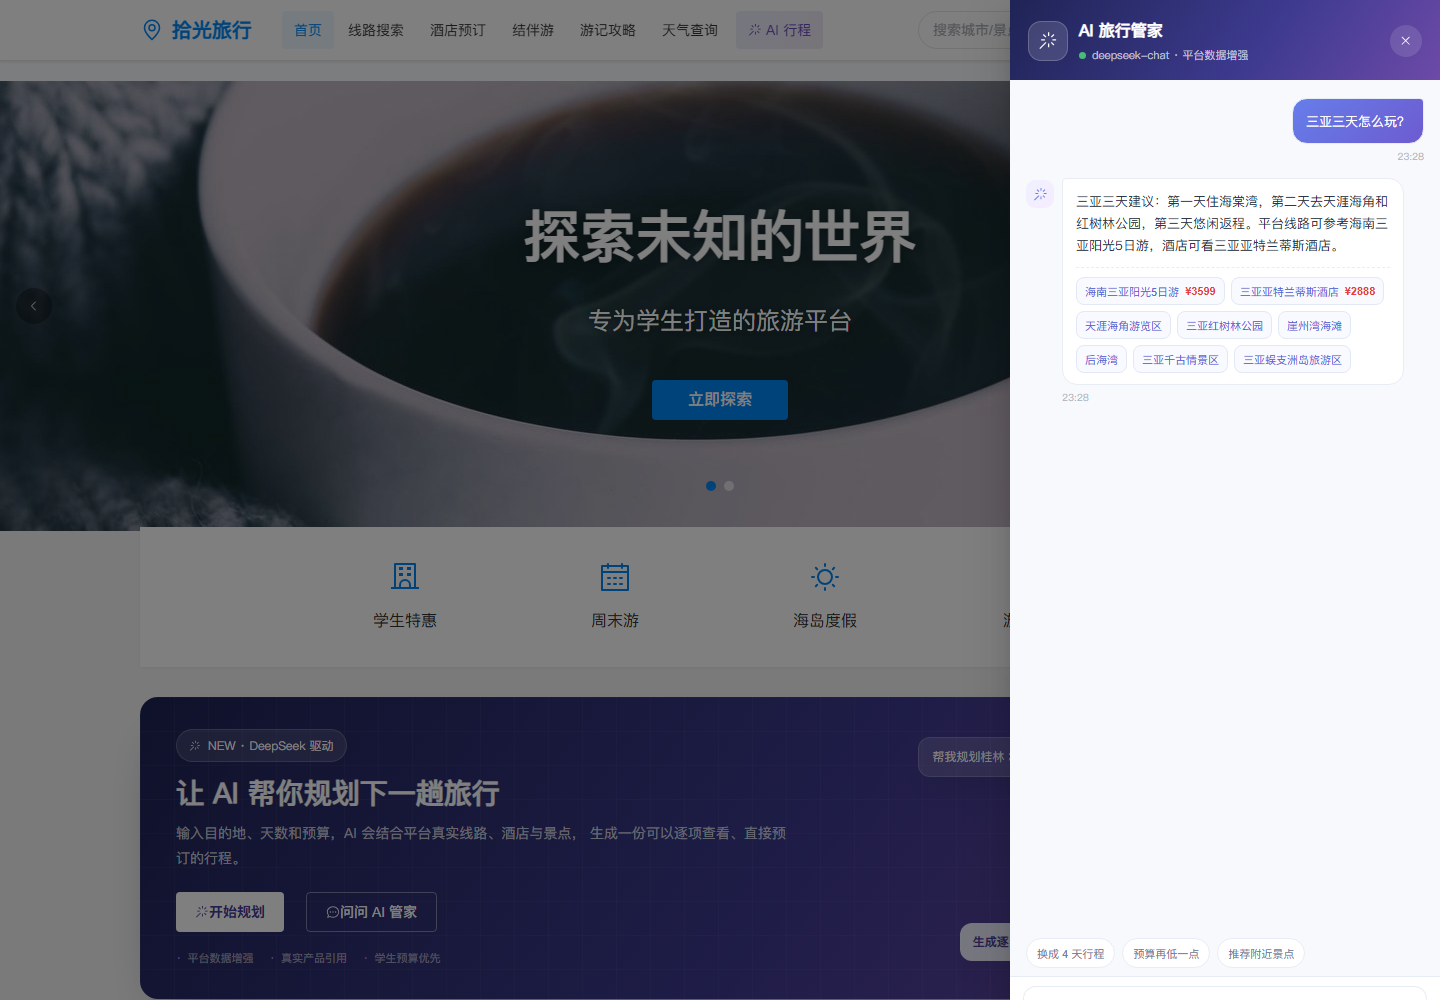 拾光旅行
首页
线路搜索
酒店预订
结伴游
游记攻略
天气查询
AI 行程
搜索城市/景
探索未知的世界
专为学生打造的旅游平台
立即探索
学生特惠
周末游
海岛度假
NEW · DeepSeek 驱动
让 AI 帮你规划下一趟旅行
输入目的地、天数和预算，AI 会结合平台真实线路、酒店与景点， 生成一份可以逐项查看、直接预
订的行程。
开始规划
问问 AI 管家
· 平台数据增强
· 真实产品引用
· 学生预算优先
帮我规划桂林
生成逐
AI 旅行管家
deepseek-chat · 平台数据增强
三亚三天怎么玩？
23:28
三亚三天建议：第一天住海棠湾，第二天去天涯海角和
红树林公园，第三天悠闲返程。平台线路可参考海南三
亚阳光5日游，酒店可看三亚亚特兰蒂斯酒店。
海南三亚阳光5日游 ¥3599
三亚亚特兰蒂斯酒店 ¥2888
天涯海角游览区
三亚红树林公园
崖州湾海滩
后海湾
三亚千古情景区
三亚蜈支洲岛旅游区
23:28
换成 4 天行程
预算再低一点
推荐附近景点